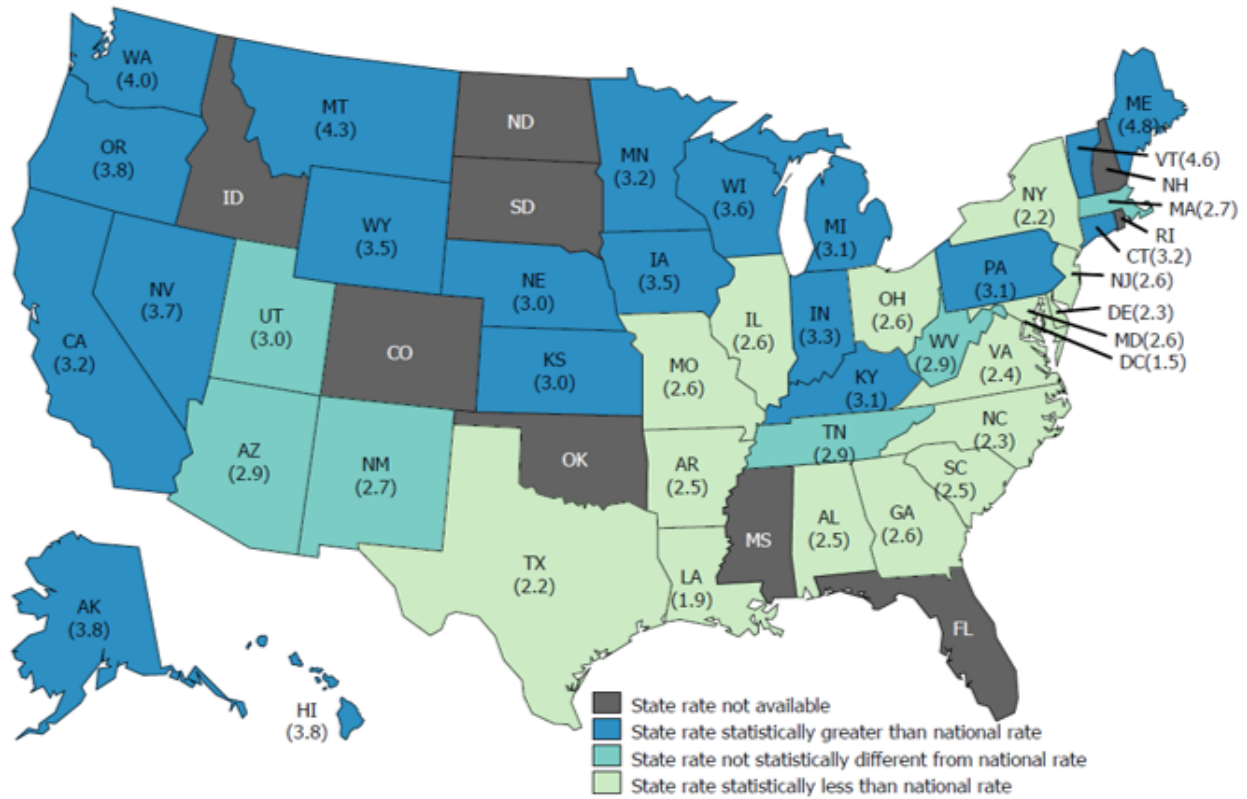 WA
(4.0)
MT
(4.3)
ND
ME
(4.8)
OR
(3.8)
MN
(3.2)
VT(4.6)
ID
SD
WI
(3.6)
NH
NY
(2.2)
MA(2.7)
WY
(3.5)
MI
(3.1)
RI
CT(3.2)
IA
(3.5)
PA
(3.1)
NJ(2.6)
NV
(3.7)
NE
(3.0)
OH
(2.6)
DE(2.3)
UT
(3.0)
IL
(2.6)
IN
(3.3)
MD(2.6)
CA
(3.2)
CO
WV
(2.9)
VA
(2.4)
DC(1.5)
KS
(3.0)
MO
(2.6)
KY
(3.1)
NC
(2.3)
TN
(2.9)
AZ
(2.9)
NM
(2.7)
OK
AR
(2.5)
SC
(2.5)
MS
AL
(2.5)
GA
(2.6)
TX
(2.2)
LA
(1.9)
AK
(3.8)
FL
HI
(3.8)
State rate not available
State rate statistically greater than national rate
State rate not statistically different from national rate
State rate statistically less than national rate